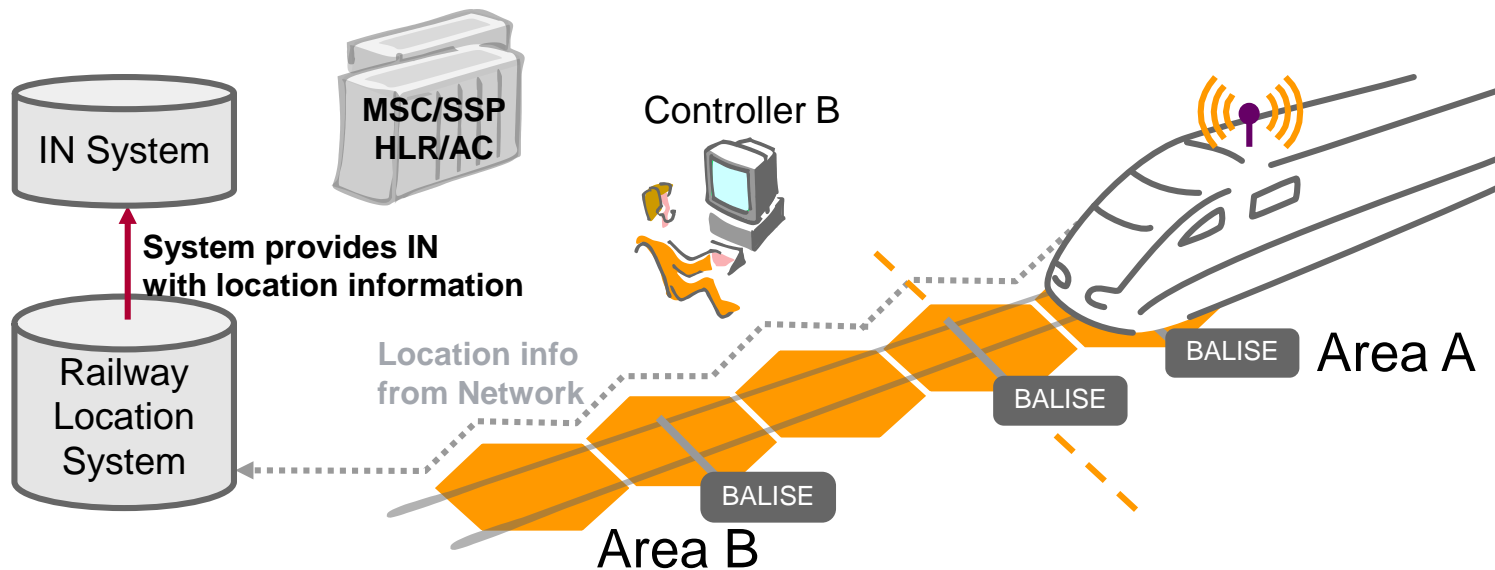 MSC/SSP
HLR/AC
Controller B
IN System
System provides IN
with location information
Railway
Location
System
Location info
from Network
BALISE
Area A
BALISE
BALISE
Area B